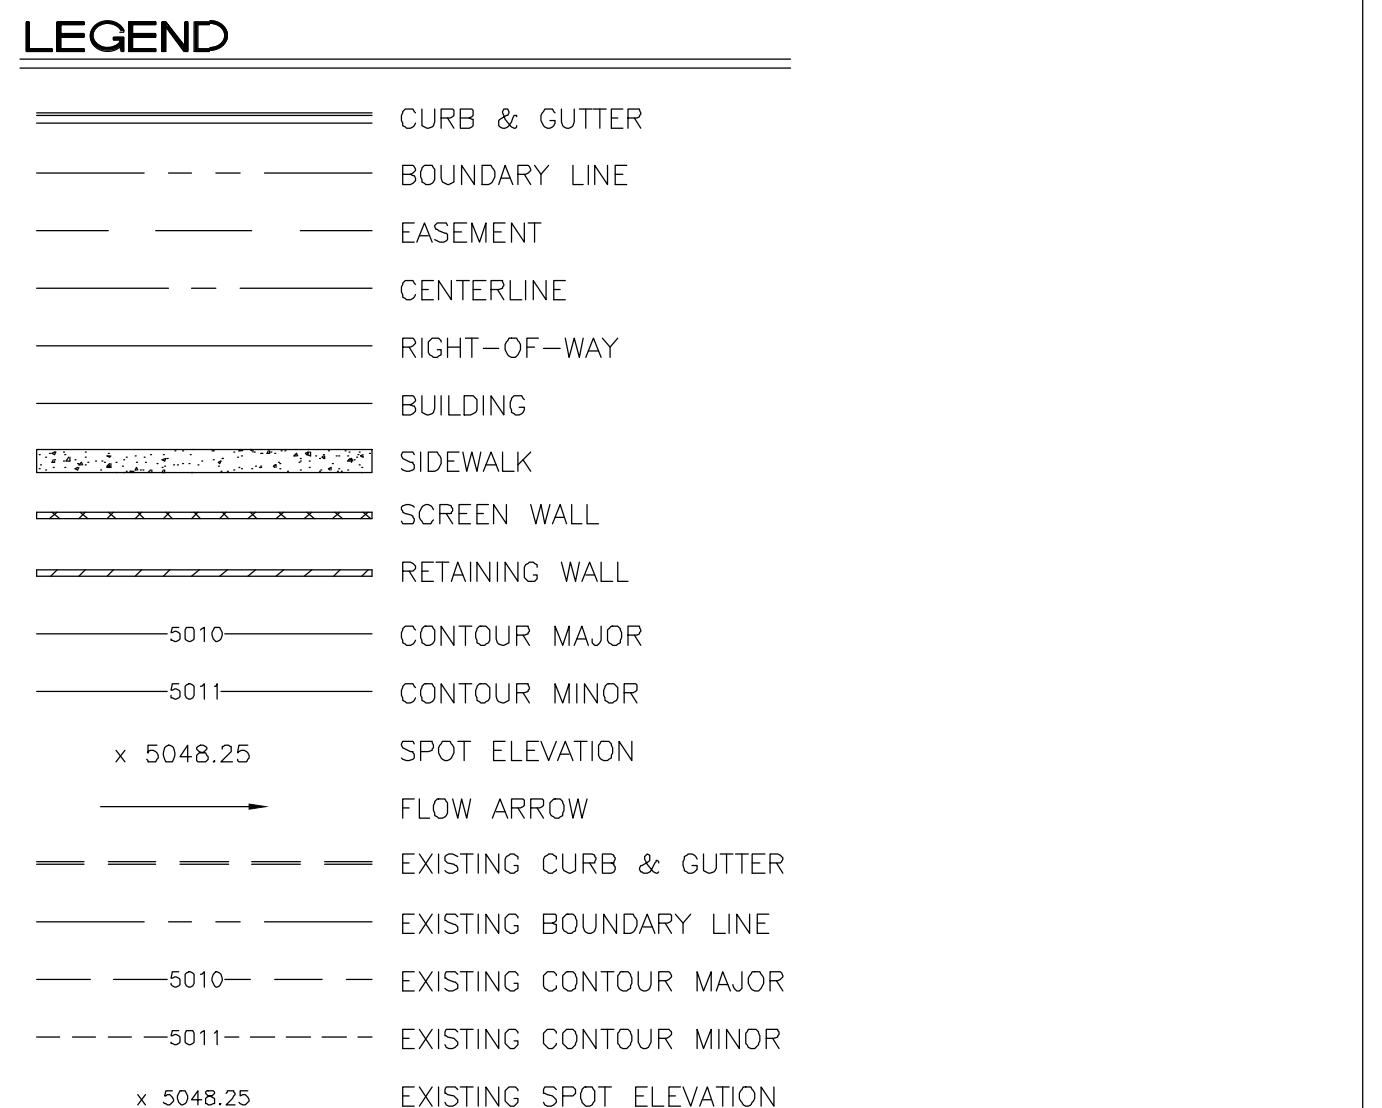 LEGEND
CURB & GUTTER
BOUNDARY LINE
EASEMENT
CENTERLINE
RIGHT-OF-WAY
BUILDING
SIDEWALK
SCREEN WALL
RETAINING WALL
5010 CONTOUR MAJOR
5011 CONTOUR MINOR
x 5048.25 SPOT ELEVATION
FLOW ARROW
EXISTING CURB & GUTTER
EXISTING BOUNDARY LINE
5010 EXISTING CONTOUR MAJOR
5011 EXISTING CONTOUR MINOR
x 5048.25 EXISTING SPOT ELEVATION